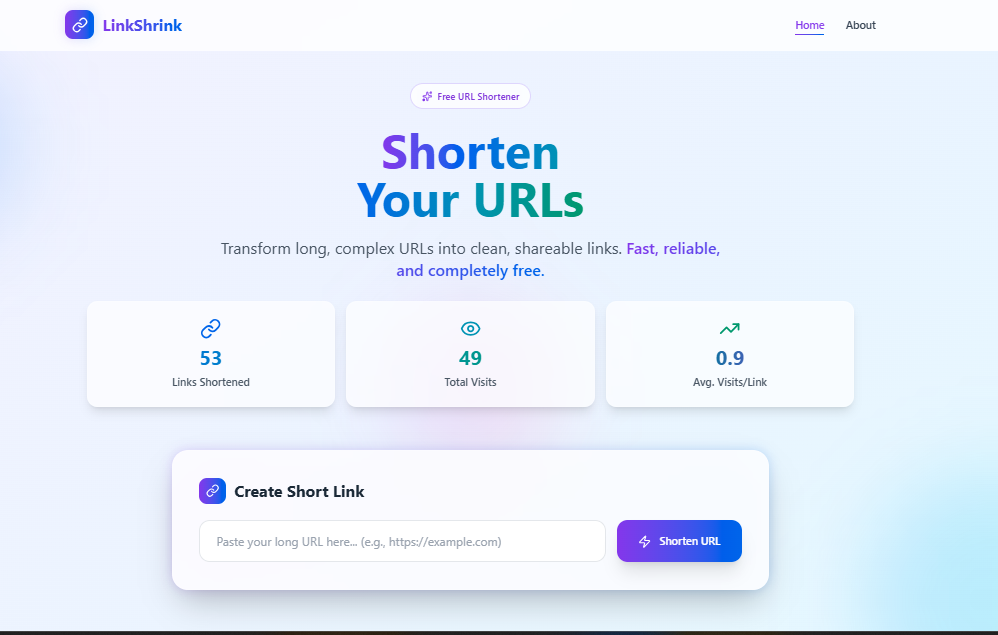 LinkShrink
Home
About
Free URL Shortener
Shorten
Your URLs
Transform long, complex URLs into clean, shareable links. Fast, reliable,
and completely free.
53
Links Shortened
49
Total Visits
0.9
Avg. Visits/Link
Create Short Link
Paste your long URL here... (e.g., https://example.com)
Shorten URL